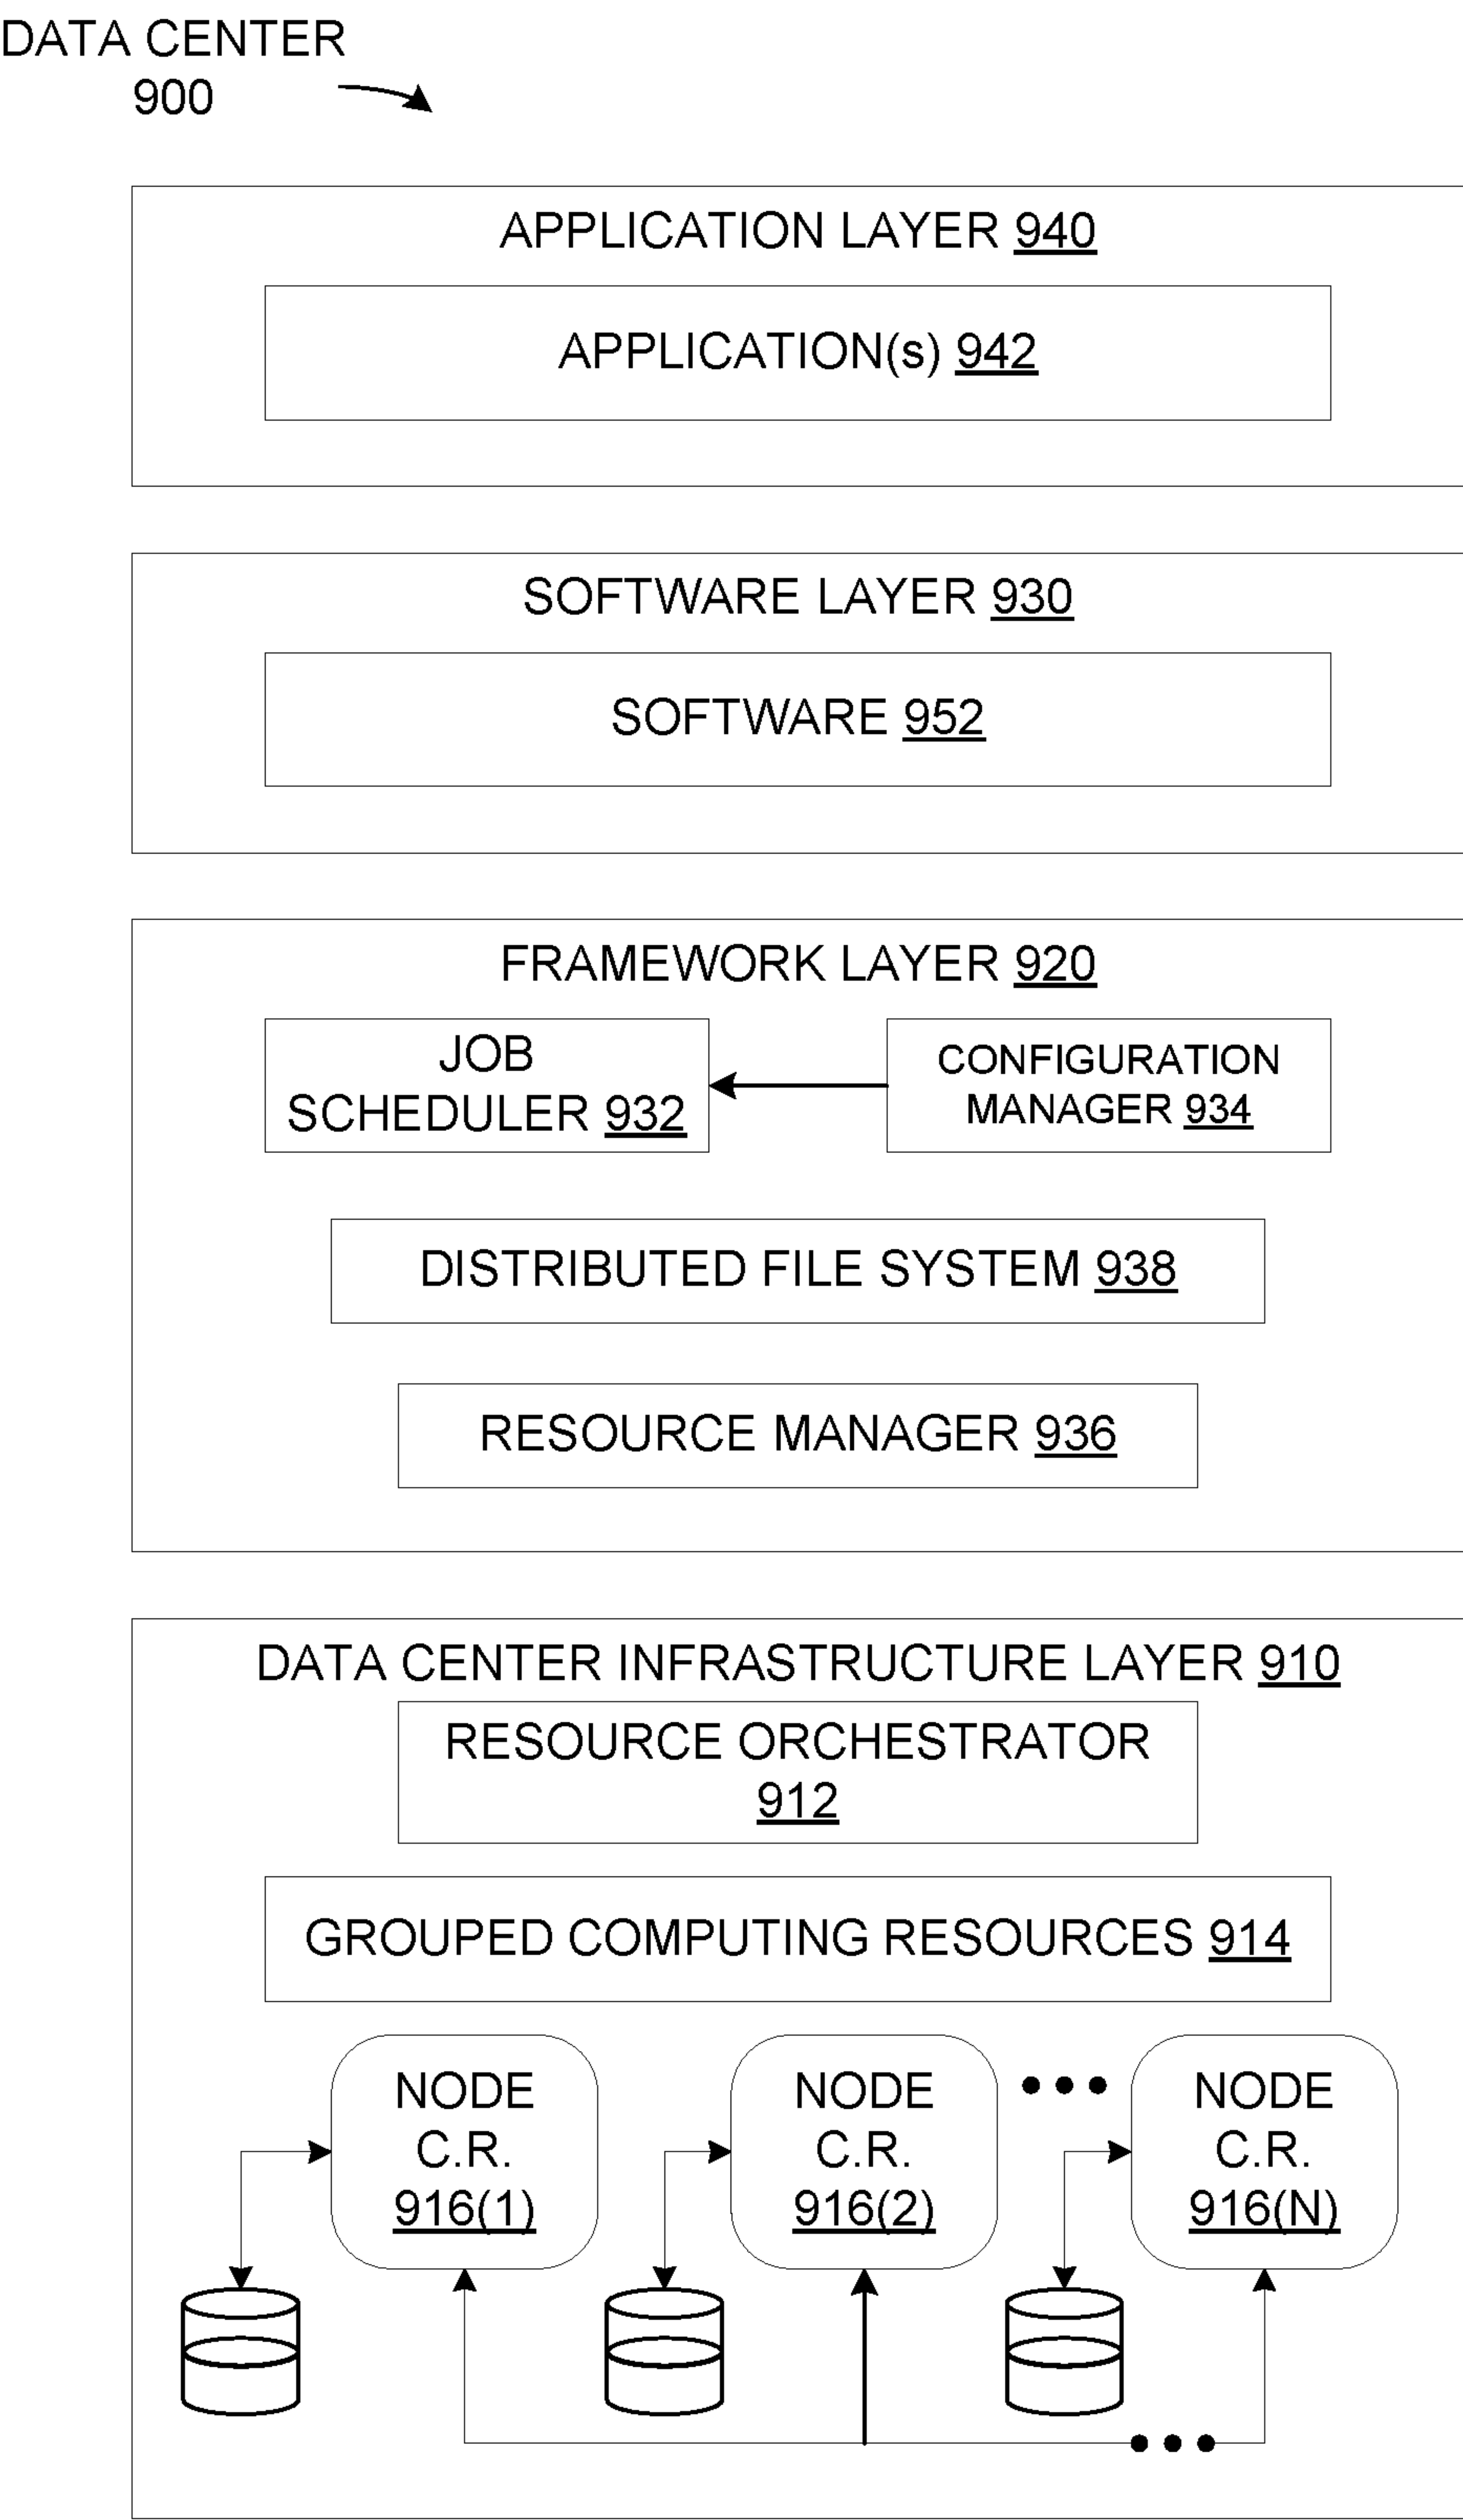 DATA CENTER
900
APPLICATION LAYER 940
APPLICATION(s) 942
SOFTWARE LAYER 930
SOFTWARE 952
FRAMEWORK LAYER 920
JOB
SCHEDULER 932
CONFIGURATION
MANAGER 934
DISTRIBUTED FILE SYSTEM 938
RESOURCE MANAGER 936
DATA CENTER INFRASTRUCTURE LAYER 910
RESOURCE ORCHESTRATOR
912
GROUPED COMPUTING RESOURCES 914
NODE
C.R.
916(1)
NODE
C.R.
916(2)
NODE
C.R.
916(N)